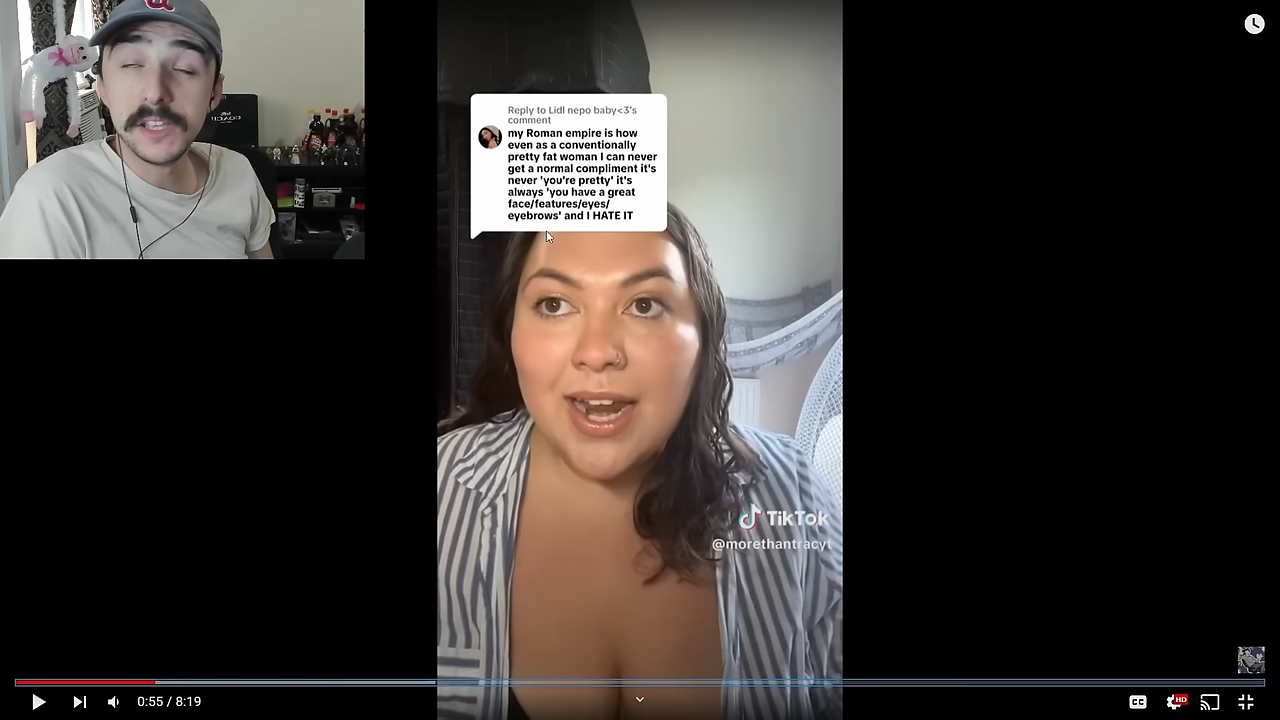 Reply to Lidl nepo baby<3's
comment
my Roman empire is how
even as a conventionally
pretty fat woman I can never
get a normal compliment it's
never 'you're pretty' it's
always 'you have a great
face/features/eyes/
eyebrows' and I HATE IT
TikTok
@morethantracyt
0:55 / 8:19
CC
HD